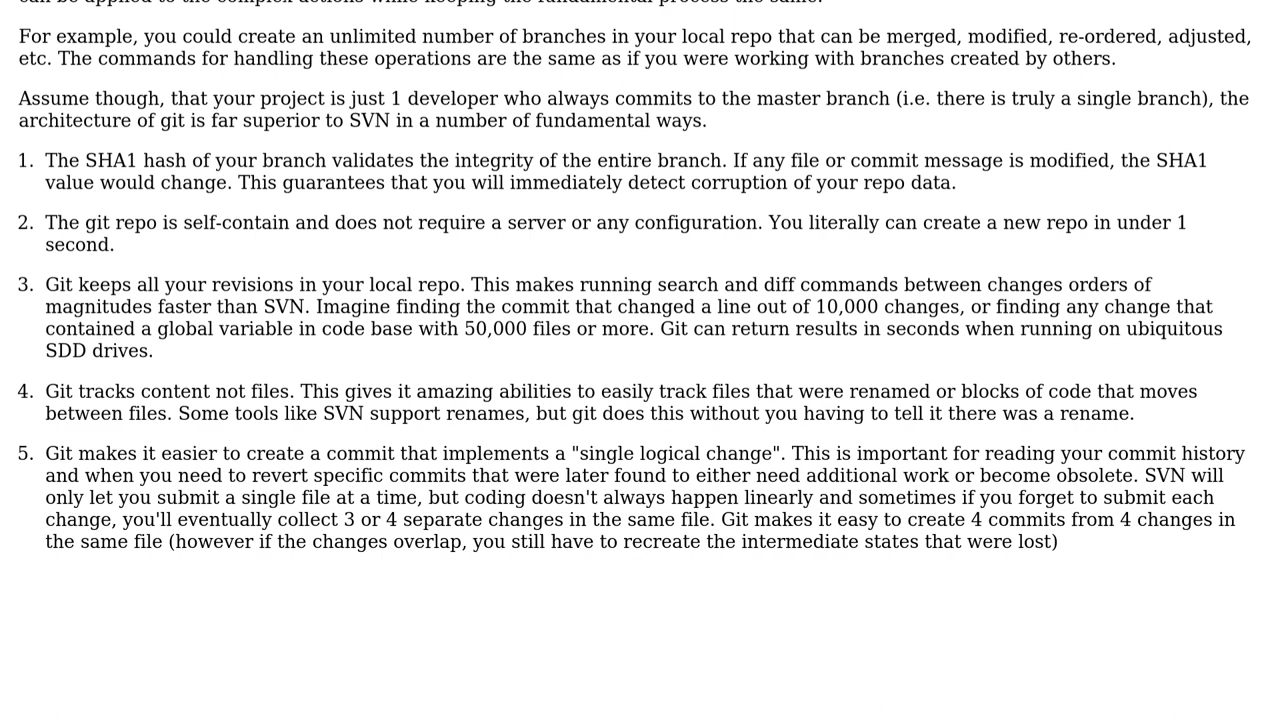 can be applied to the complex actions while keeping the fundamental process the same.
For example, you could create an unlimited number of branches in your local repo that can be merged, modified, re-ordered, adjusted,
etc. The commands for handling these operations are the same as if you were working with branches created by others.
Assume though, that your project is just 1 developer who always commits to the master branch (i.e. there is truly a single branch), the
architecture of git is far superior to SVN in a number of fundamental ways.
1. The SHA1 hash of your branch validates the integrity of the entire branch. If any file or commit message is modified, the SHA1
value would change. This guarantees that you will immediately detect corruption of your repo data.
2. The git repo is self-contain and does not require a server or any configuration. You literally can create a new repo in under 1
second.
3. Git keeps all your revisions in your local repo. This makes running search and diff commands between changes orders of
magnitudes faster than SVN. Imagine finding the commit that changed a line out of 10,000 changes, or finding any change that
contained a global variable in code base with 50,000 files or more. Git can return results in seconds when running on ubiquitous
SDD drives.
4. Git tracks content not files. This gives it amazing abilities to easily track files that were renamed or blocks of code that moves
between files. Some tools like SVN support renames, but git does this without you having to tell it there was a rename.
5. Git makes it easier to create a commit that implements a "single logical change". This is important for reading your commit history
and when you need to revert specific commits that were later found to either need additional work or become obsolete. SVN will
only let you submit a single file at a time, but coding doesn't always happen linearly and sometimes if you forget to submit each
change, you'll eventually collect 3 or 4 separate changes in the same file. Git makes it easy to create 4 commits from 4 changes in
the same file (however if the changes overlap, you still have to recreate the intermediate states that were lost)